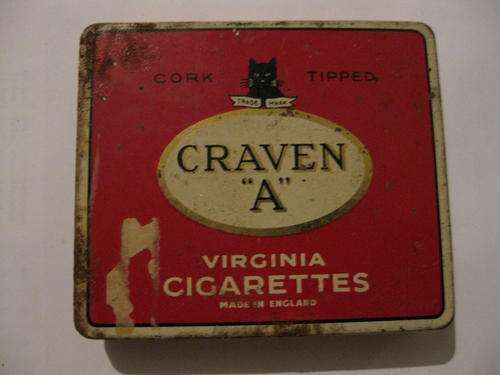 CORK TIPPED
TRADE MARK
CRAVEN
"A"
VIRGINIA
CIGARETTES
MADE IN ENGLAND